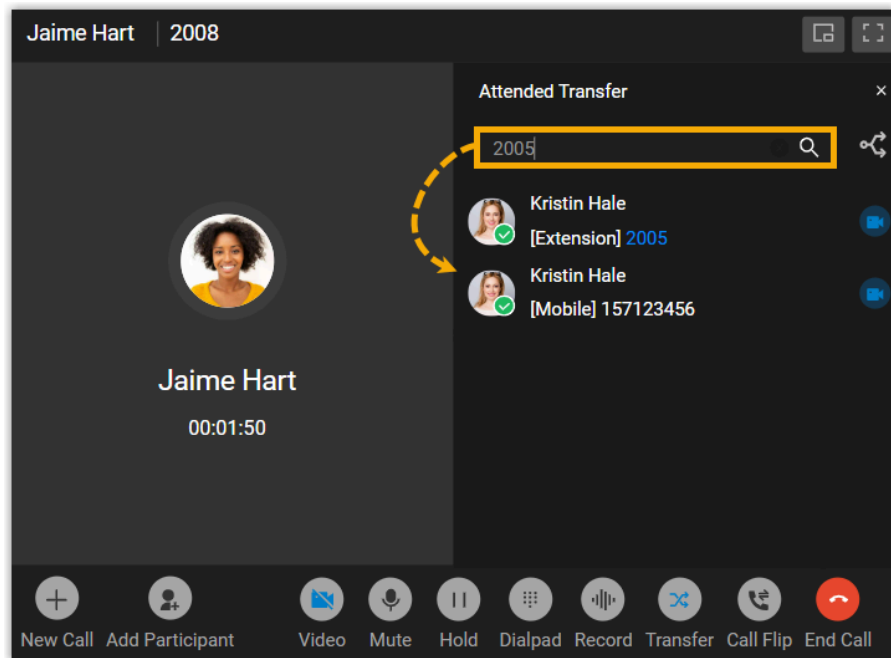 Jaime Hart 2008
Attended Transfer
2005
Kristin Hale
[Extension] 2005
Kristin Hale
[Mobile] 157123456
Jaime Hart
00:01:50
New Call Add Participant Video Mute Hold Dialpad Record Transfer Call Flip End Call